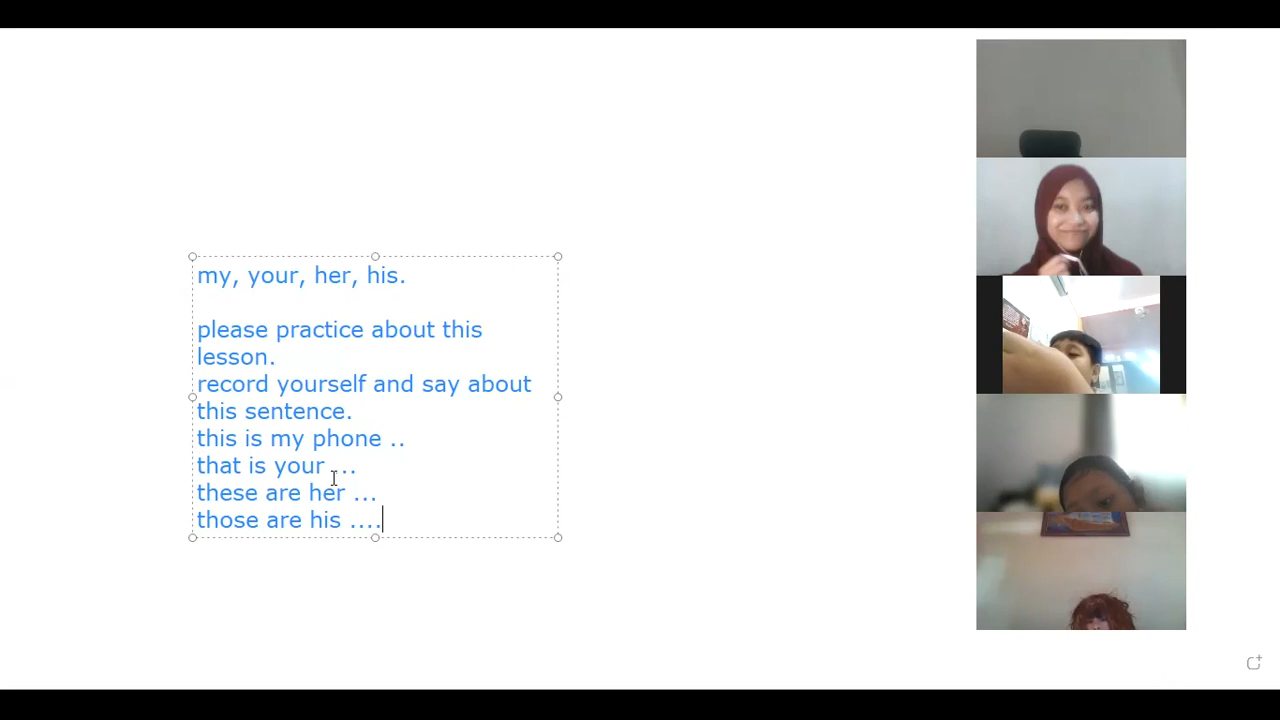 my, your, her, his.
please practice about this
lesson.
record yourself and say about
this sentence.
this is my phone ..
that is your ...
these are her ...
those are his ....